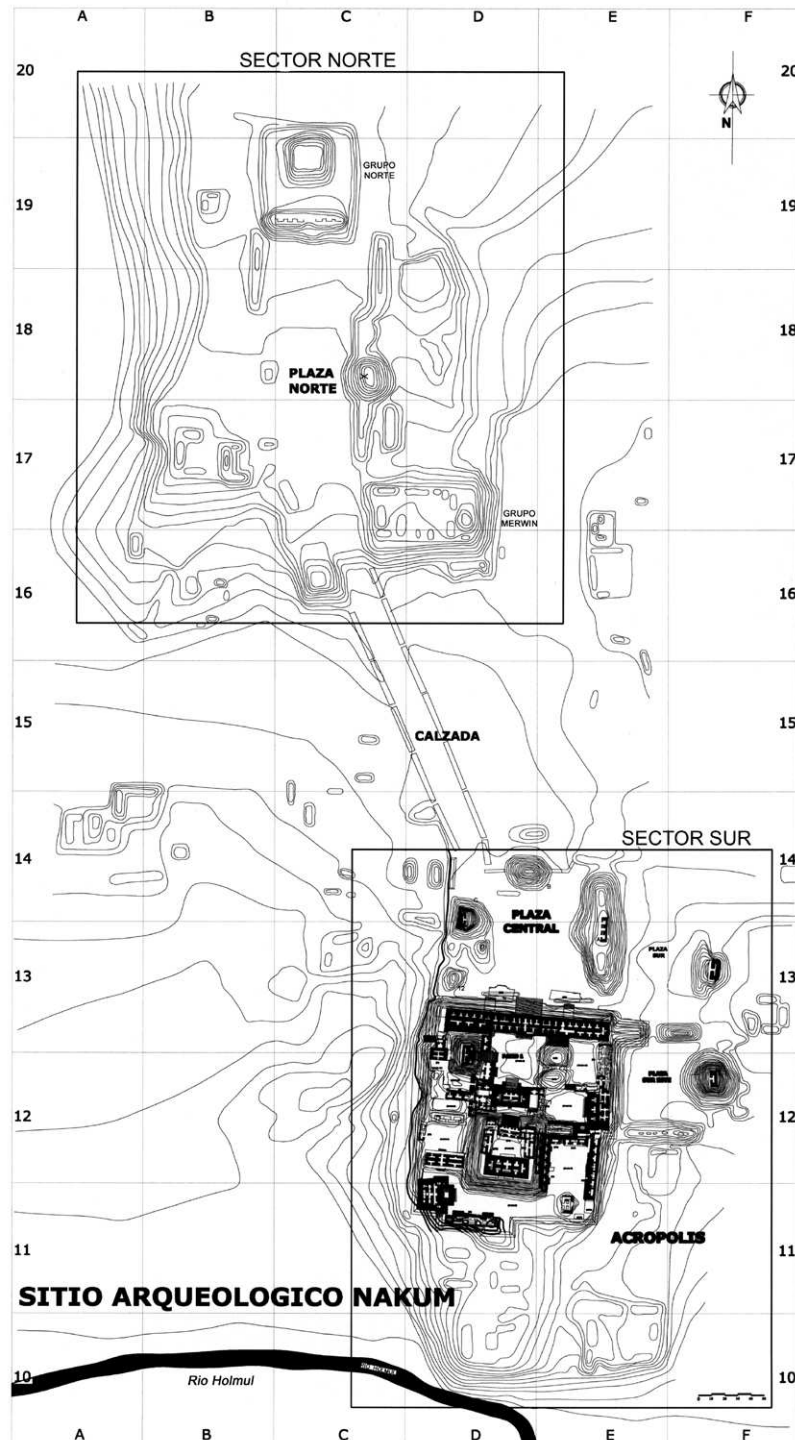 A B C D E F
20 20
SECTOR NORTE
N
GRUPO
NORTE
19 19
18 18
PLAZA
NORTE
17 17
GRUPO
MERWIN
16 16
15 15
CALZADA
14 14
SECTOR SUR
PLAZA
CENTRAL
PLAZA
SUR
13 13
12 12
11 11
ACROPOLIS
SITIO ARQUEOLOGICO NAKUM
RIO HOLMUL
Rio Holmul
10 10
A B C D E F